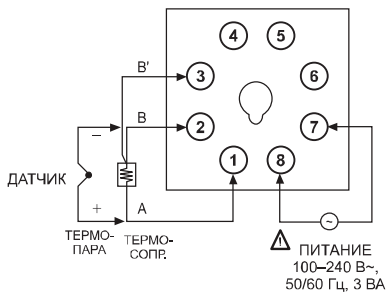 4 5
B'
3 6
B
2 7
1 8
–
ДАТЧИК
+
A
ТЕРМО-
ПАРА
ТЕРМО-
СОПР.
~
!
ПИТАНИЕ
100–240 В~,
50/60 Гц, 3 ВА